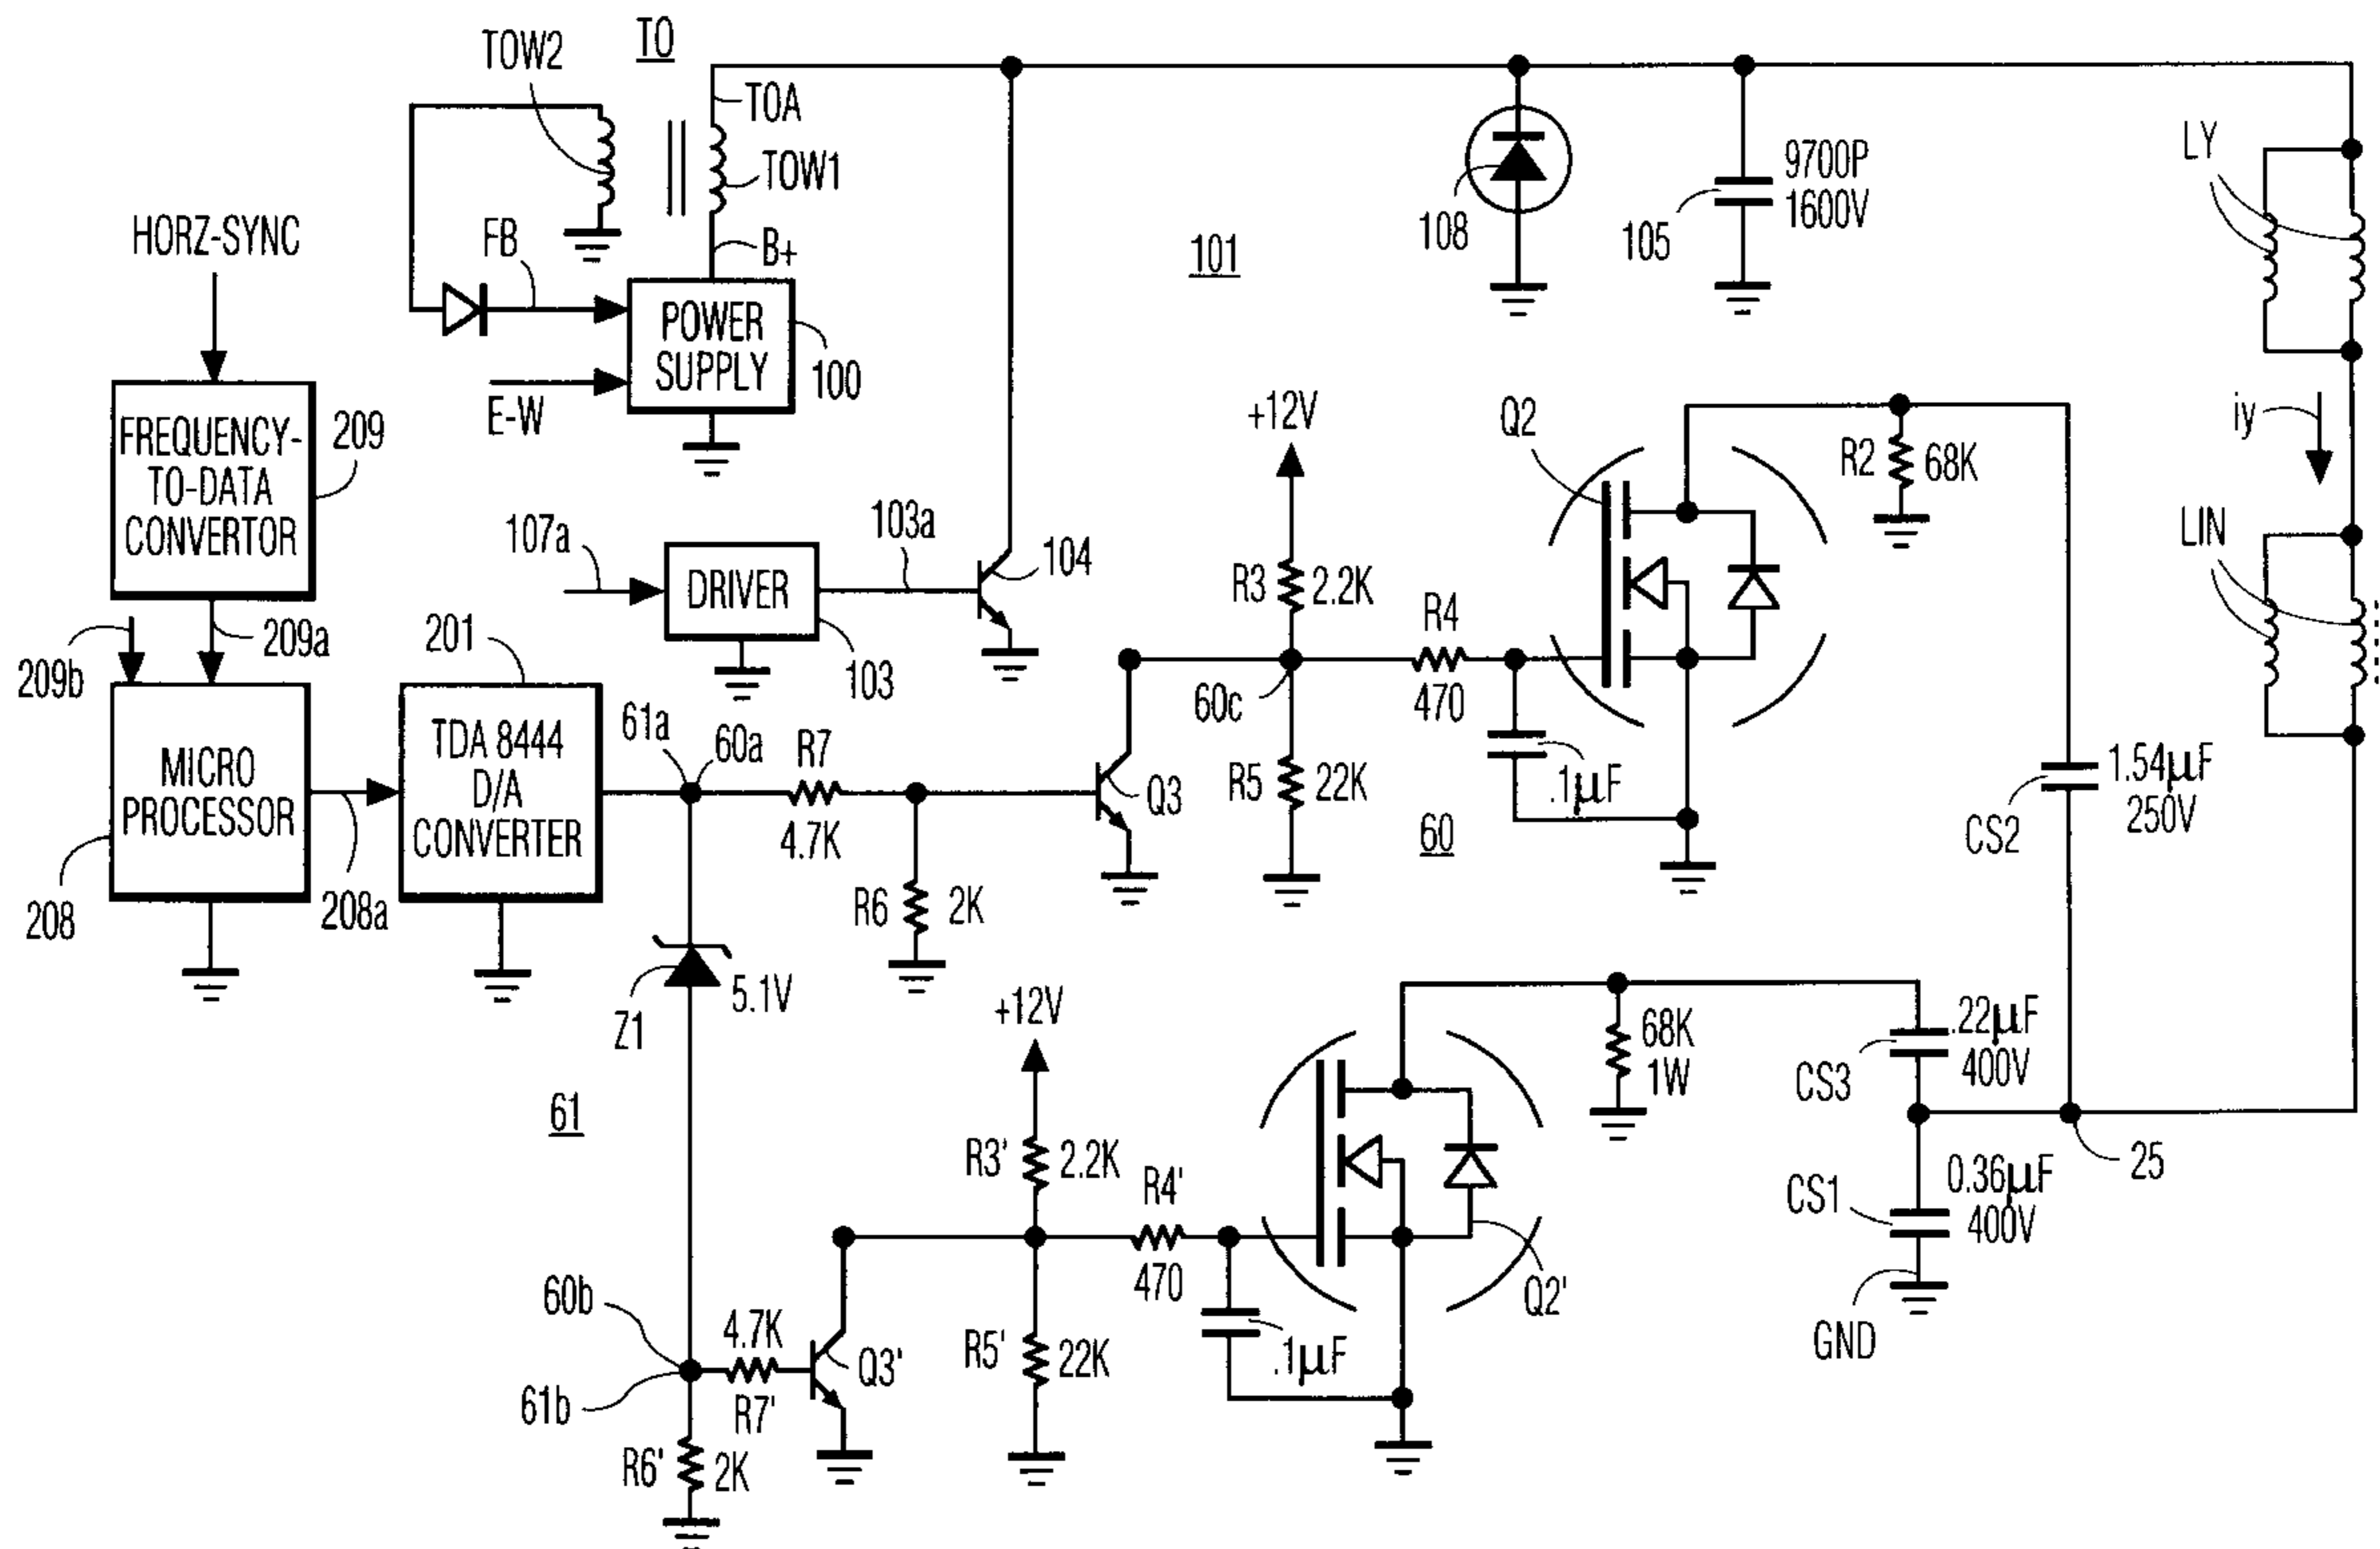 TO
TOW2
TOA
TOW1
B+
FB
HORZ-SYNC
POWER
SUPPLY
100
E-W
101
108
105
9700P
1600V
LY
iy
LIN
FREQUENCY-
TO-DATA
CONVERTOR
209
209a
209b
107a
DRIVER
103a
103
104
+12V
R3
2.2K
R4
470
60c
R5
22K
.1µF
60
Q2
R2
68K
CS2
1.54µF
250V
MICRO
PROCESSOR
208
208a
201
TDA 8444
D/A
CONVERTER
61a
60a
R7
4.7K
R6
2K
Q3
Z1
5.1V
61
+12V
R3'
2.2K
R4'
470
R5'
22K
.1µF
Q2'
68K
1W
CS3
.22µF
400V
CS1
0.36µF
400V
25
GND
60b
61b
4.7K
R7'
Q3'
R6'
2K